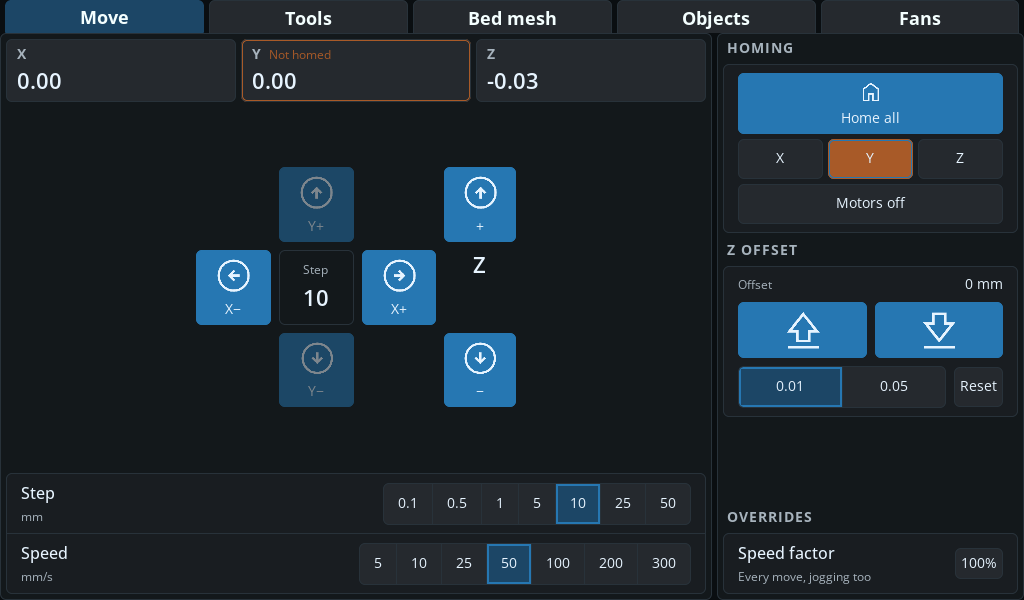 Move Tools Bed mesh Objects Fans
X
0.00
Y Not homed
0.00
Z
-0.03
Y+
X−
Step
10
X+
Y−
+
Z
−
Step
mm
0.1 0.5 1 5 10 25 50
Speed
mm/s
5 10 25 50 100 200 300
HOMING
Home all
X Y Z
Motors off
Z OFFSET
Offset 0 mm
0.01 0.05 Reset
OVERRIDES
Speed factor
Every move, jogging too
100%